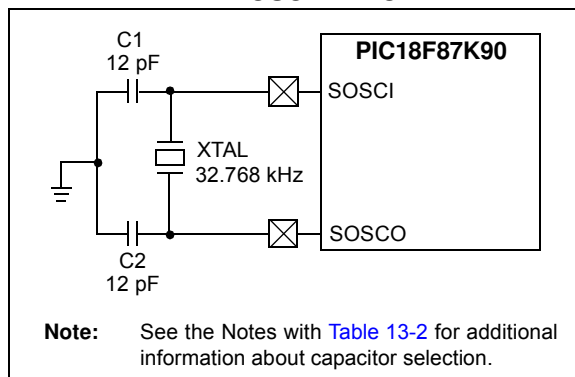 C1
12 pF
PIC18F87K90
SOSCI
XTAL
32.768 kHz
SOSCO
C2
12 pF
Note: See the Notes with Table 13-2 for additional
information about capacitor selection.